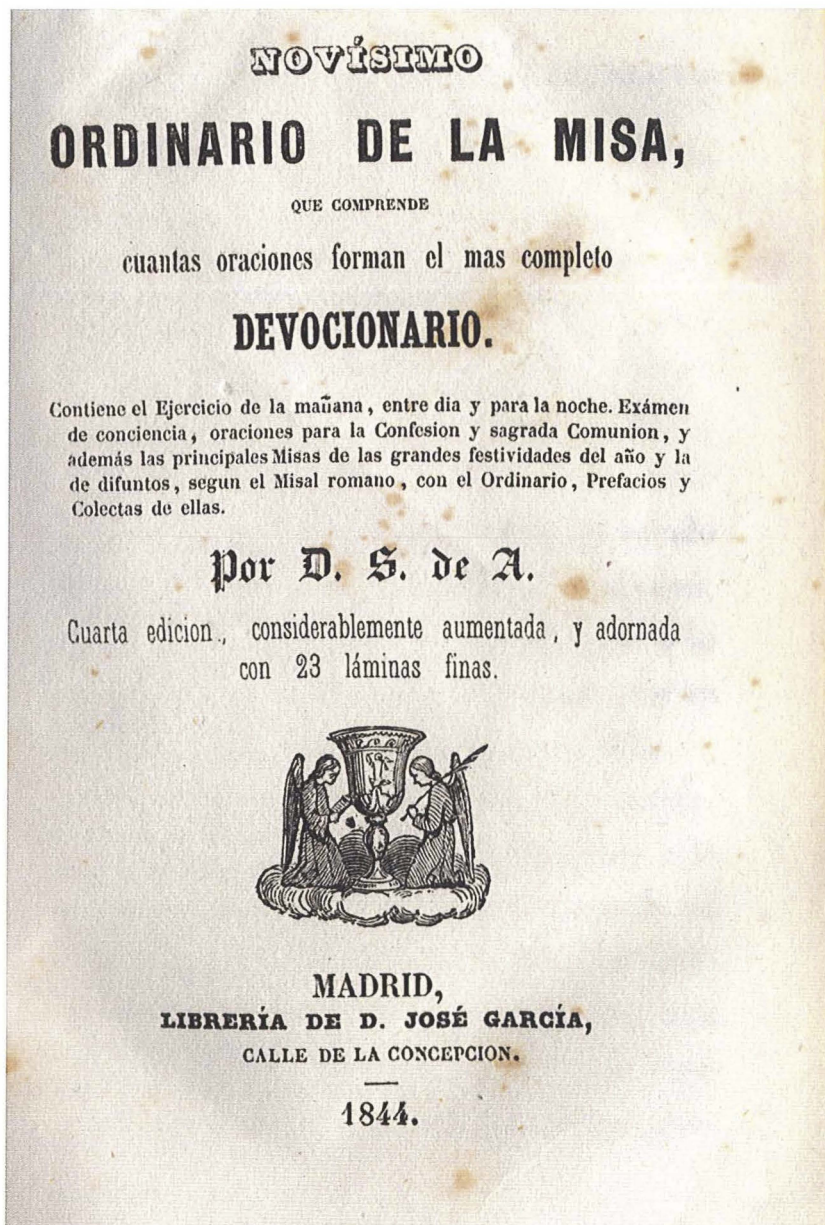 NOVÍSIMO
ORDINARIO DE LA MISA,
QUE COMPRENDE
cuantas oraciones forman el mas completo
DEVOCIONARIO.
Contiene el Ejercicio de la mañana, entre dia y para la noche. Exámen
de conciencia, oraciones para la Confesion y sagrada Comunion, y
además las principales Misas de las grandes festividades del año y la
de difuntos, segun el Misal romano, con el Ordinario, Prefacios y
Colectas de ellas.
Por D. S. de A.
Cuarta edicion., considerablemente aumentada, y adornada
con 23 láminas finas.
MADRID,
LIBRERÍA DE D. JOSÉ GARCÍA,
CALLE DE LA CONCEPCION.
1844.